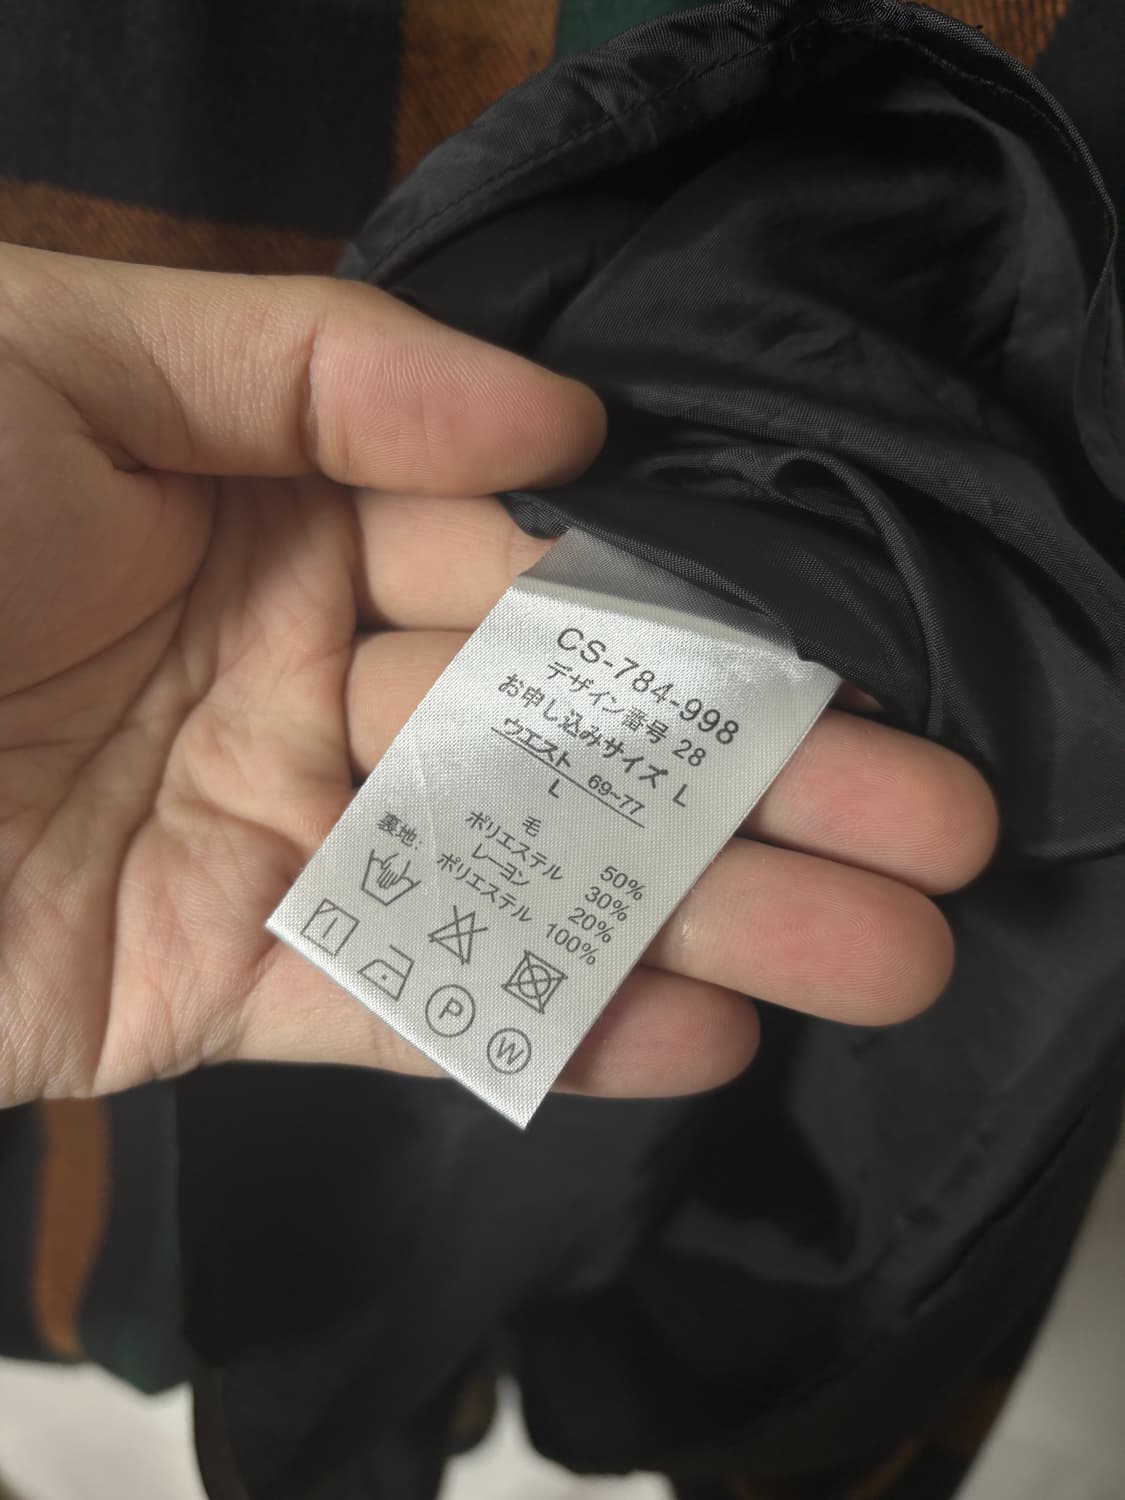 CS-784-998
デザイン番号 28
お申し込みサイズ L
ウエスト 69~77
L
毛 50%
ポリエステル 30%
レーヨン 20%
裏地: ポリエステル 100%
P
W